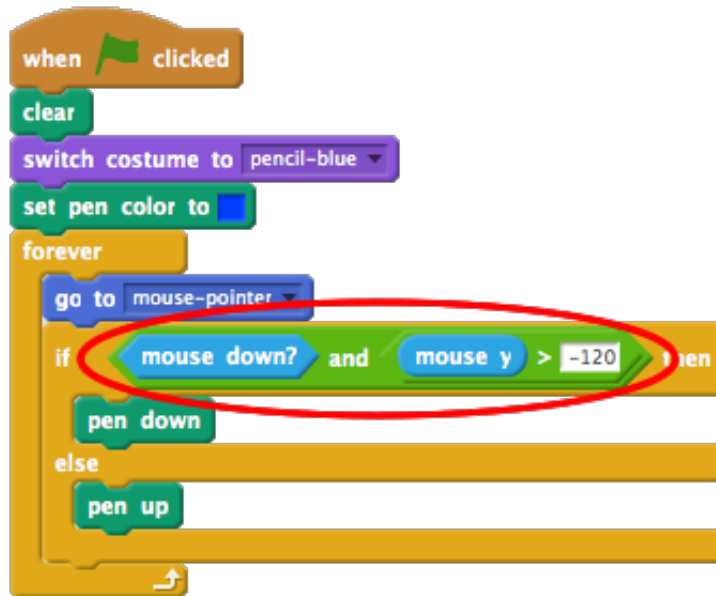 when clicked
clear
switch costume to pencil-blue
set pen color to
forever
go to mouse-pointer
if mouse down? and mouse y > -120 then
pen down
else
pen up